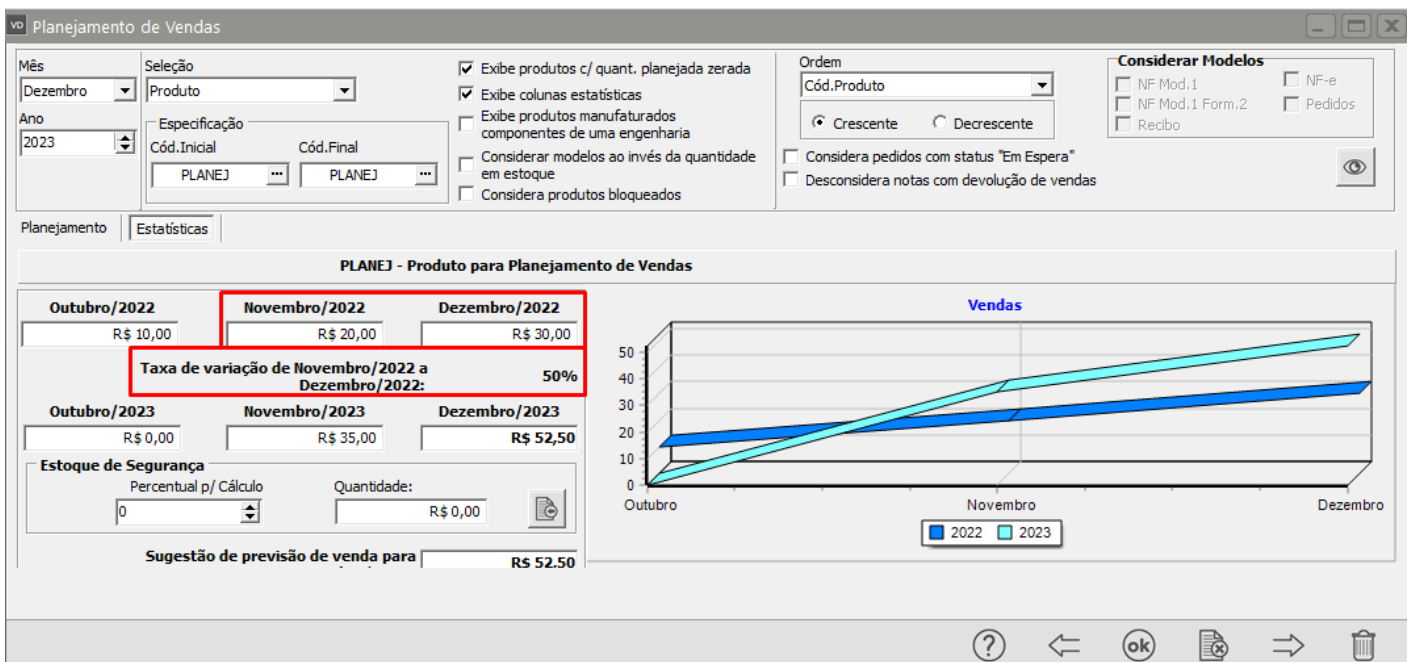 VD Planejamento de Vendas
Mês
Dezembro
Ano
2023
Seleção
Produto
Especificação
Cód.Inicial Cód.Final
PLANEJ ... PLANEJ ...
Exibe produtos c/ quant. planejada zerada
Exibe colunas estatísticas
Exibe produtos manufaturados
componentes de uma engenharia
Considerar modelos ao invés da quantidade
em estoque
Considera produtos bloqueados
Ordem
Cód.Produto
Crescente Decrescente
Considera pedidos com status "Em Espera"
Desconsidera notas com devolução de vendas
Considerar Modelos
NF Mod.1 NF-e
NF Mod.1 Form.2 Pedidos
Recibo
Planejamento Estatísticas
PLANEJ - Produto para Planejamento de Vendas
Outubro/2022 Novembro/2022 Dezembro/2022
R$ 10,00 R$ 20,00 R$ 30,00
Taxa de variação de Novembro/2022 a
Dezembro/2022:
50%
Outubro/2023 Novembro/2023 Dezembro/2023
R$ 0,00 R$ 35,00 R$ 52,50
Estoque de Segurança
Percentual p/ Cálculo Quantidade:
0 R$ 0,00
Sugestão de previsão de venda para R$ 52,50
Vendas
50
40
30
20
10
0
Outubro Novembro Dezembro
2022 2023
? ok